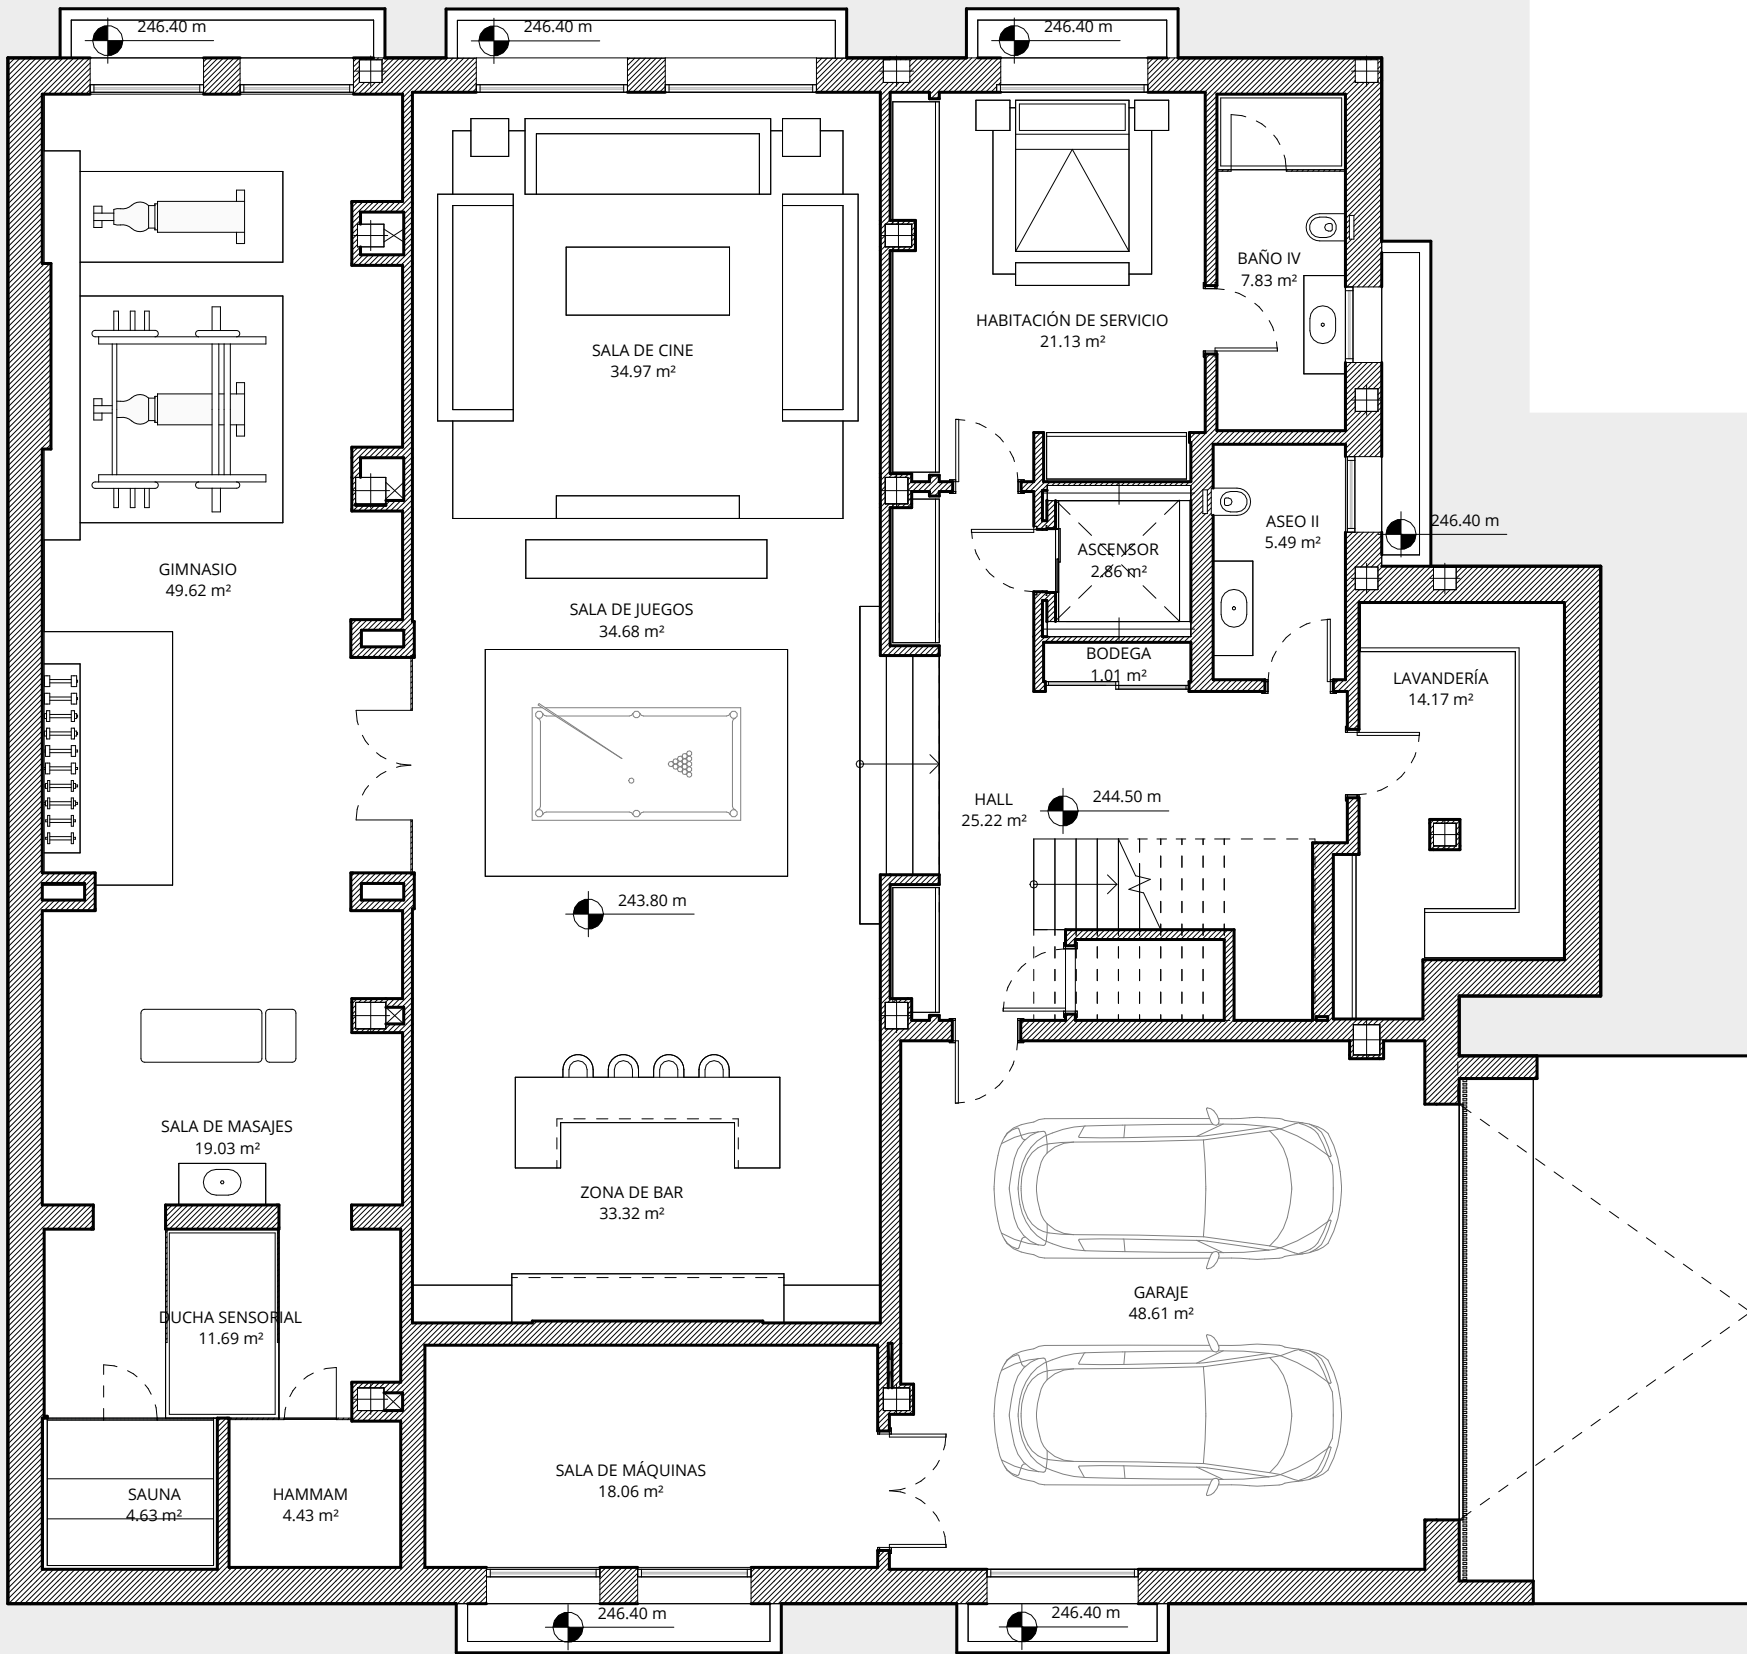 246.40 m
246.40 m
246.40 m
BAÑO IV
7.83 m²
HABITACIÓN DE SERVICIO
21.13 m²
SALA DE CINE
34.97 m²
246.40 m
ASEO II
5.49 m²
ASCENSOR
2.86 m²
GIMNASIO
49.62 m²
SALA DE JUEGOS
34.68 m²
BODEGA
1.01 m²
LAVANDERÍA
14.17 m²
HALL
25.22 m²
244.50 m
243.80 m
SALA DE MASAJES
19.03 m²
ZONA DE BAR
33.32 m²
GARAJE
48.61 m²
DUCHA SENSORIAL
11.69 m²
SALA DE MÁQUINAS
18.06 m²
SAUNA
4.63 m²
HAMMAM
4.43 m²
246.40 m
246.40 m